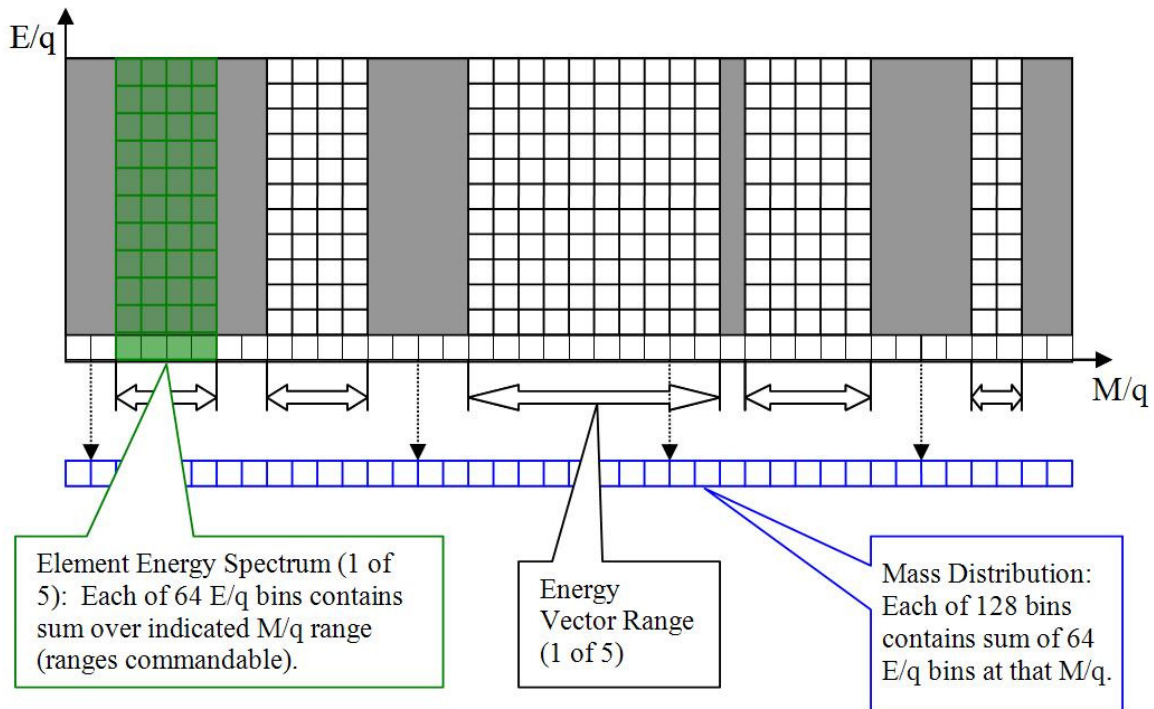 E/q
M/q
Element Energy Spectrum (1 of
5):  Each of 64 E/q bins contains
sum over indicated M/q range
(ranges commandable).
Energy
Vector Range
(1 of 5)
Mass Distribution:
Each of 128 bins
contains sum of 64
E/q bins at that M/q.